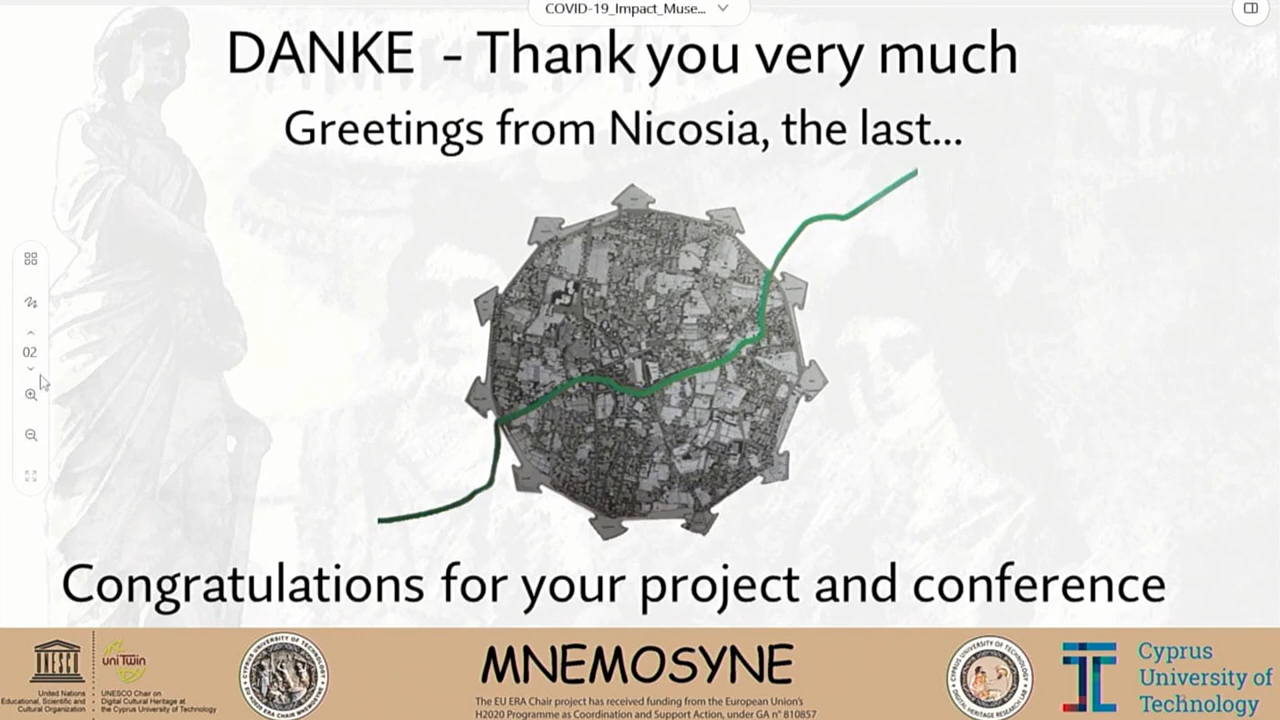 COVID-19_Impact_Muse...
DANKE - Thank you very much
Greetings from Nicosia, the last...
02
Congratulations for your project and conference
UNESCO
United Nations
Educational, Scientific and
Cultural Organization
uniTwin
UNESCO Chair on
Digital Cultural Heritage at
the Cyprus University of Technology
MNEMOSYNE
The EU ERA Chair project has received funding from the European Union's
H2020 Programme as Coordination and Support Action, under GA n° 810857
Cyprus
University of
Technology